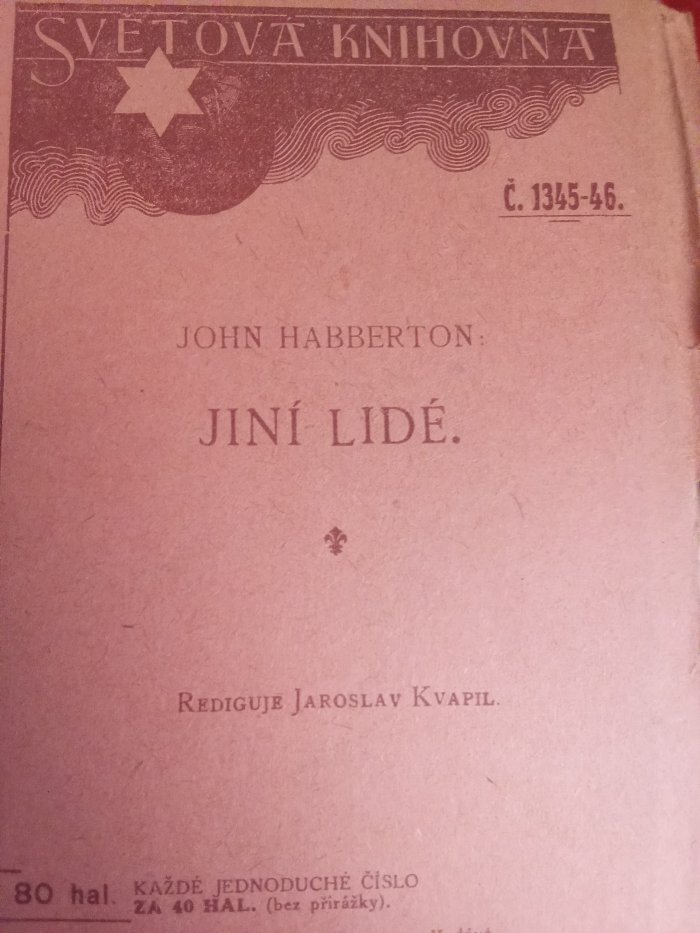 SVĚTOVÁ KNIHOVNA
Č. 1345-46.
JOHN HABBERTON:
JINÍ LIDÉ.
REDIGUJE JAROSLAV KVAPIL.
80 hal. KAŽDÉ JEDNODUCHÉ ČÍSLO
ZA 40 HAL. (bez přirážky).